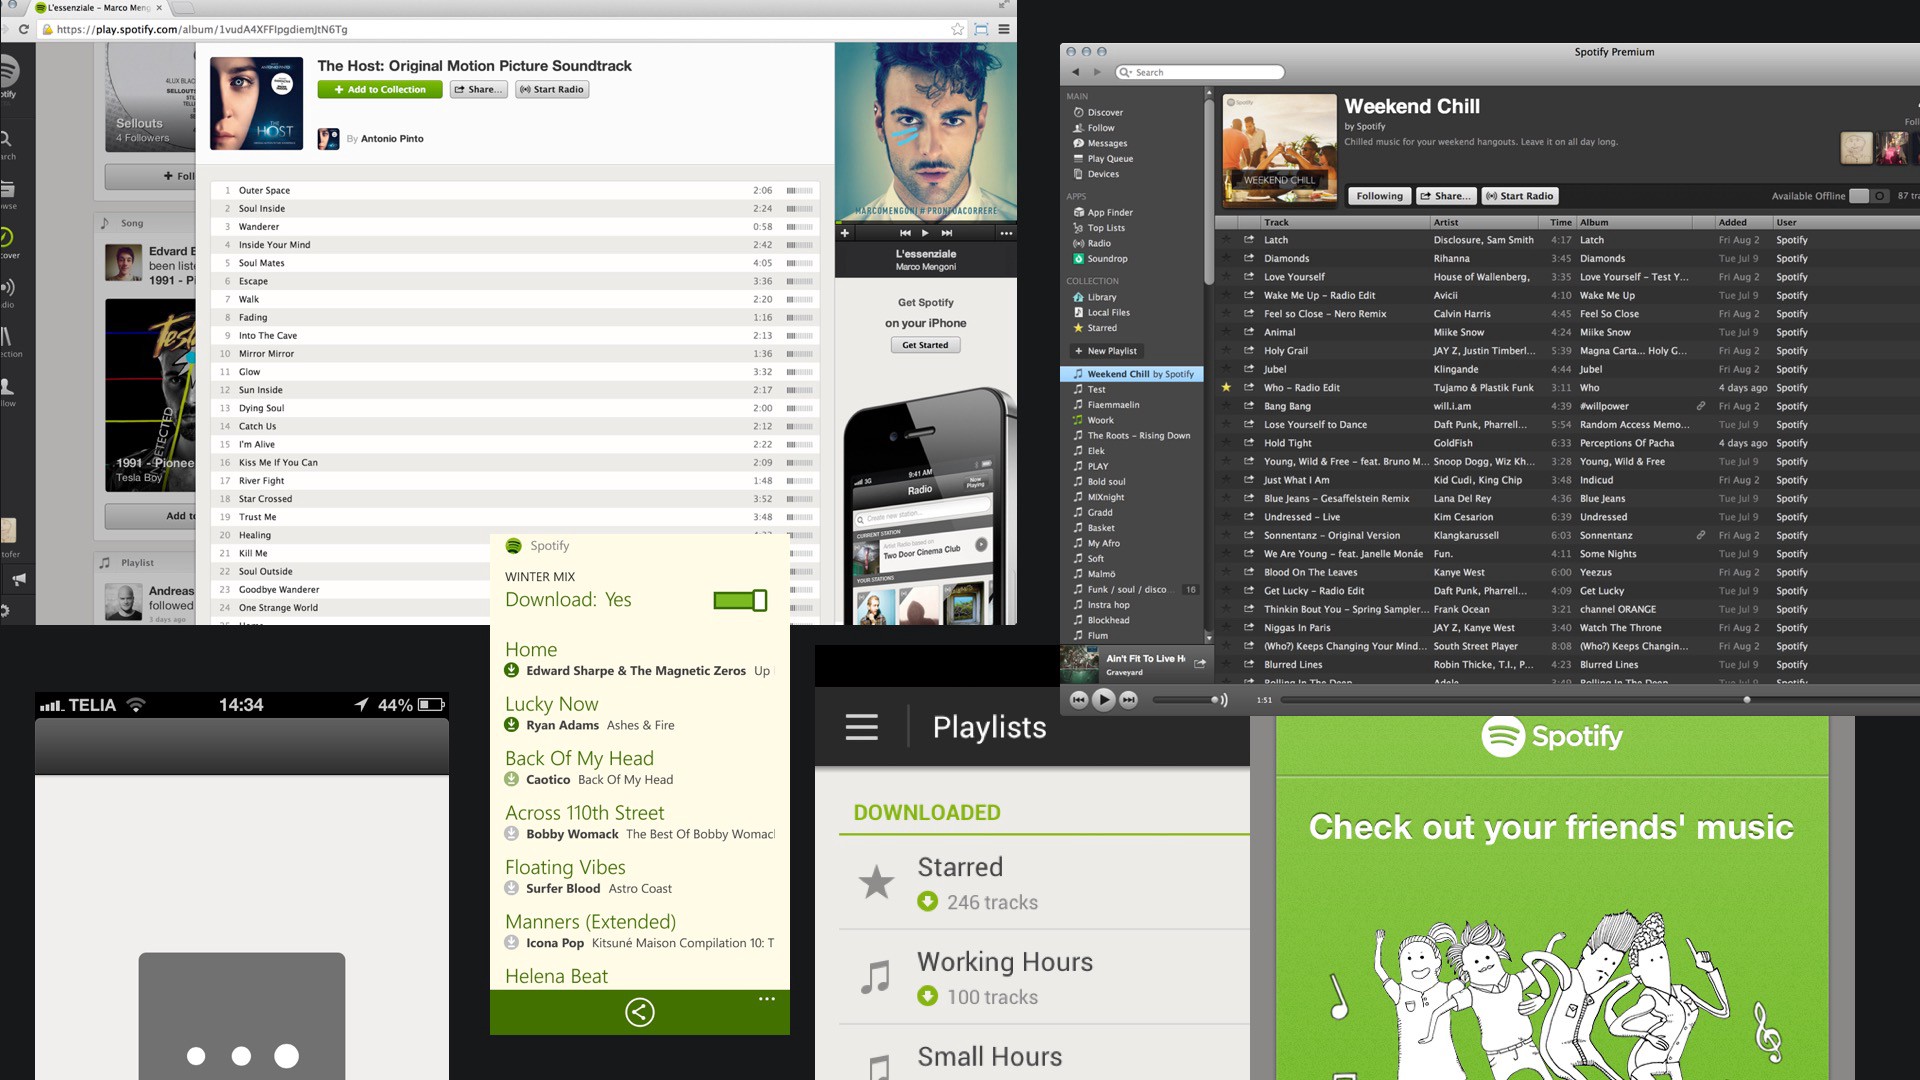 L'essenziale – Marco Meng
https://play.spotify.com/album/1vudA4XFFIpgdiemJtN6Tg
4LUX BLAC
SELLOUTS
Sellouts
4 Followers
Song
Edvard E
been liste
1991 - Pi
1991 - Pionee
Tesla Boy
Add to
Playlist
Andreas
followed
3 days ago
The Host: Original Motion Picture Soundtrack
Add to Collection Share... Start Radio
THE HOST
By Antonio Pinto
1 Outer Space 2:06
2 Soul Inside 2:24
3 Wanderer 0:58
4 Inside Your Mind 2:42
5 Soul Mates 4:05
6 Escape 3:36
7 Walk 2:20
8 Fading 1:16
9 Into The Cave 2:13
10 Mirror Mirror 1:36
11 Glow 3:32
12 Sun Inside 2:17
13 Dying Soul 2:00
14 Catch Us 2:12
15 I'm Alive 2:22
16 Kiss Me If You Can 2:09
17 River Fight 1:48
18 Star Crossed 3:52
19 Trust Me 3:48
20 Healing
21 Kill Me
22 Soul Outside
23 Goodbye Wanderer
24 One Strange World
MARCOMENGONI #PRONTOACORRERE
L'essenziale
Marco Mengoni
Get Spotify
on your iPhone
Get Started
3G 9:41 AM
Radio
Now Playing
Create new station...
CURRENT STATION
Artist Radio based on
Two Door Cinema Club
YOUR STATIONS
Spotify Premium
Search
MAIN
Discover
Follow
Messages
Play Queue
Devices
APPS
App Finder
Top Lists
Radio
Soundrop
COLLECTION
Library
Local Files
Starred
New Playlist
Weekend Chill by Spotify
Test
Fiaemmaelin
Woork
The Roots - Rising Down
Elek
PLAY
Bold soul
MIXnight
Gradd
Basket
My Afro
Soft
Malmö
Funk / soul / disco... 16
Instra hop
Blockhead
Flum
Ain't Fit To Live H
Graveyard
1:51
Spotify
WEEKEND CHILL
Weekend Chill
by Spotify
Chilled music for your weekend hangouts. Leave it on all day long.
Following Share... Start Radio
Available Offline 87 tra
Track Artist Time Album Added User
Latch Disclosure, Sam Smith 4:17 Latch Fri Aug 2 Spotify
Diamonds Rihanna 3:45 Diamonds Tue Jul 9 Spotify
Love Yourself House of Wallenberg, 3:35 Love Yourself – Test Y... Fri Aug 2 Spotify
Wake Me Up – Radio Edit Avicii 4:10 Wake Me Up Tue Jul 9 Spotify
Feel so Close – Nero Remix Calvin Harris 4:45 Feel So Close Fri Aug 2 Spotify
Animal Miike Snow 4:24 Miike Snow Tue Jul 9 Spotify
Holy Grail JAY Z, Justin Timberl... 5:39 Magna Carta... Holy G... Tue Jul 9 Spotify
Jubel Klingande 4:44 Jubel Fri Aug 2 Spotify
Who – Radio Edit Tujamo & Plastik Funk 3:11 Who 4 days ago Spotify
Bang Bang will.i.am 4:39 #willpower Fri Aug 2 Spotify
Lose Yourself to Dance Daft Punk, Pharrell... 5:54 Random Access Memo... Fri Aug 2 Spotify
Hold Tight GoldFish 6:33 Perceptions Of Pacha 4 days ago Spotify
Young, Wild & Free – feat. Bruno M... Snoop Dogg, Wiz Kh... 3:28 Young, Wild & Free Tue Jul 9 Spotify
Just What I Am Kid Cudi, King Chip 3:48 Indicud Fri Aug 2 Spotify
Blue Jeans – Gesaffelstein Remix Lana Del Rey 4:36 Blue Jeans Tue Jul 9 Spotify
Undressed – Live Kim Cesarion 6:39 Undressed Fri Aug 2 Spotify
Sonnentanz – Original Version Klangkarussell 6:03 Sonnentanz Fri Aug 2 Spotify
We Are Young – feat. Janelle Monáe Fun. 4:11 Some Nights Tue Jul 9 Spotify
Blood On The Leaves Kanye West 6:00 Yeezus Fri Aug 2 Spotify
Get Lucky – Radio Edit Daft Punk, Pharrell... 4:09 Get Lucky Tue Jul 9 Spotify
Thinkin Bout You – Spring Sampler... Frank Ocean 3:21 channel ORANGE Tue Jul 9 Spotify
Niggas In Paris JAY Z, Kanye West 3:40 Watch The Throne Fri Aug 2 Spotify
(Who?) Keeps Changing Your Mind... South Street Player 8:08 (Who?) Keeps Changin... Fri Aug 2 Spotify
Blurred Lines Robin Thicke, T.I., P... 4:23 Blurred Lines Tue Jul 9 Spotify
Rolling In The Deep Adele
TELIA 14:34 44%
Spotify
WINTER MIX
Download: Yes
Home
Edward Sharpe & The Magnetic Zeros Up
Lucky Now
Ryan Adams Ashes & Fire
Back Of My Head
Caotico Back Of My Head
Across 110th Street
Bobby Womack The Best Of Bobby Womacl
Floating Vibes
Surfer Blood Astro Coast
Manners (Extended)
Icona Pop Kitsuné Maison Compilation 10: T
Helena Beat
Playlists
DOWNLOADED
Starred
246 tracks
Working Hours
100 tracks
Small Hours
Spotify
Check out your friends' music